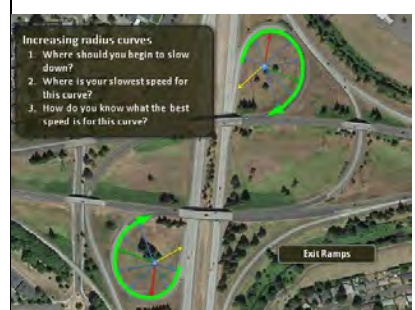 Increasing radius curves
1. Where should you begin to slow
down?
2. Where is your slowest speed for
this curve?
3. How do you know what the best
speed is for this curve?
Exit Ramps